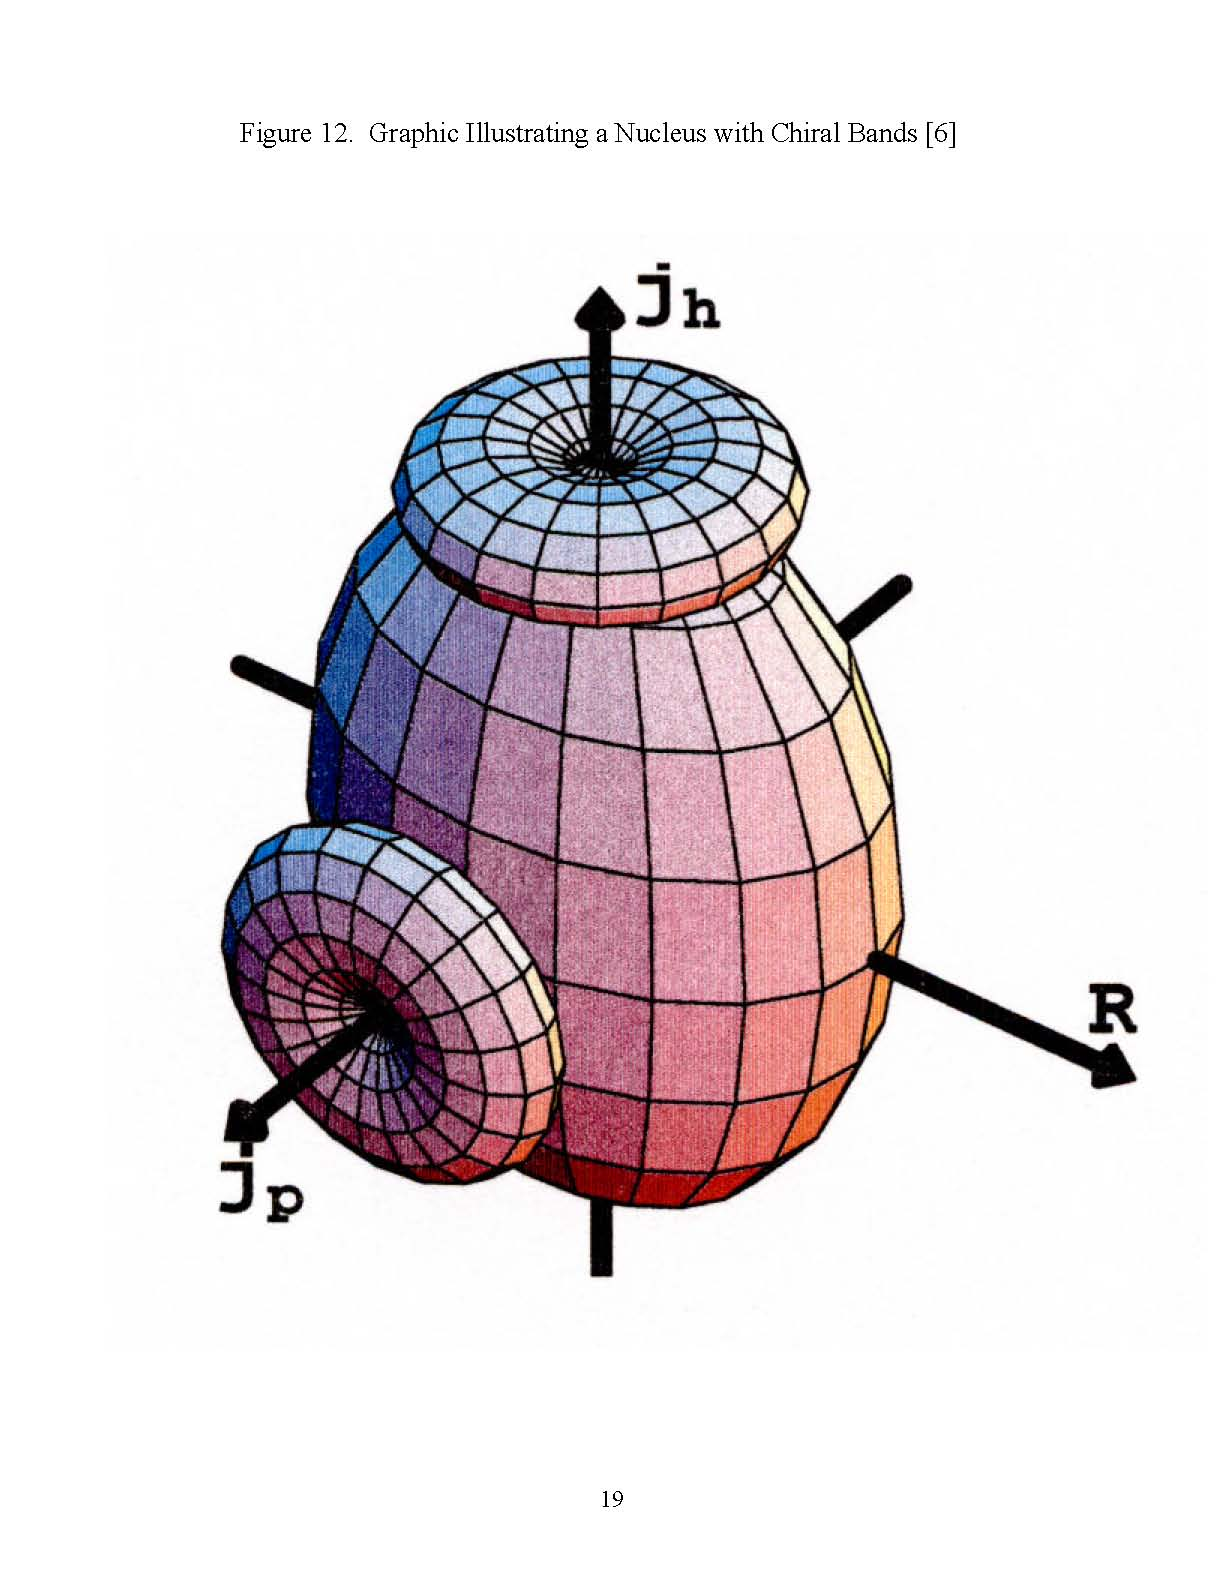 Figure 12.  Graphic Illustrating a Nucleus with Chiral Bands [6]
jh
R
jp
19